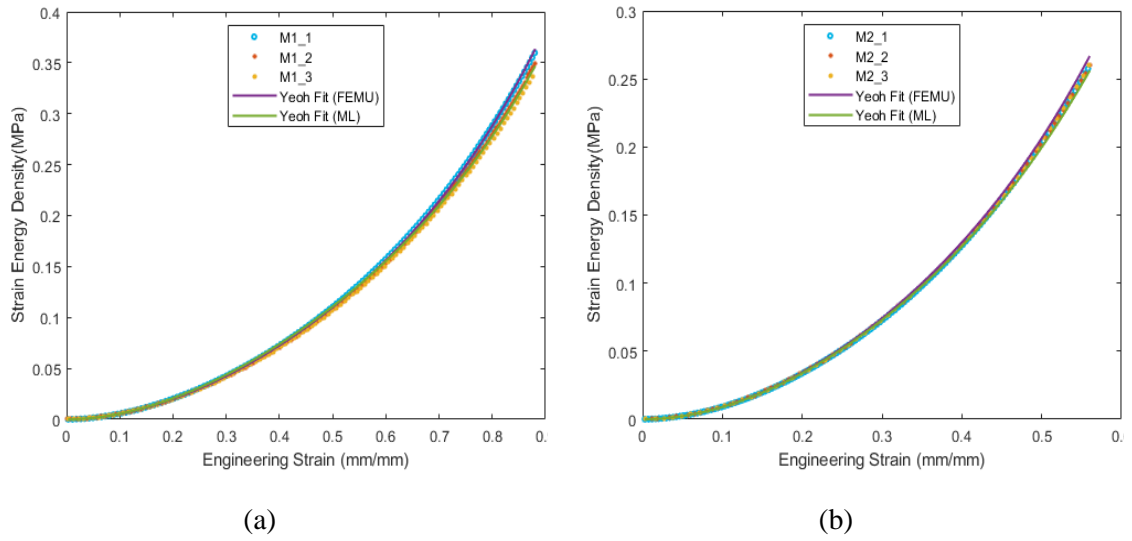 0.4
0.35
0.3
0.25
0.2
0.15
0.1
0.05
0
Strain Energy Density(MPa)
M1_1
M1_2
M1_3
Yeoh Fit (FEMU)
Yeoh Fit (ML)
0 0.1 0.2 0.3 0.4 0.5 0.6 0.7 0.8
Engineering Strain (mm/mm)
(a)
0.3
0.25
0.2
0.15
0.1
0.05
0
Strain Energy Density(MPa)
M2_1
M2_2
M2_3
Yeoh Fit (FEMU)
Yeoh Fit (ML)
0 0.1 0.2 0.3 0.4 0.5
Engineering Strain (mm/mm)
(b)